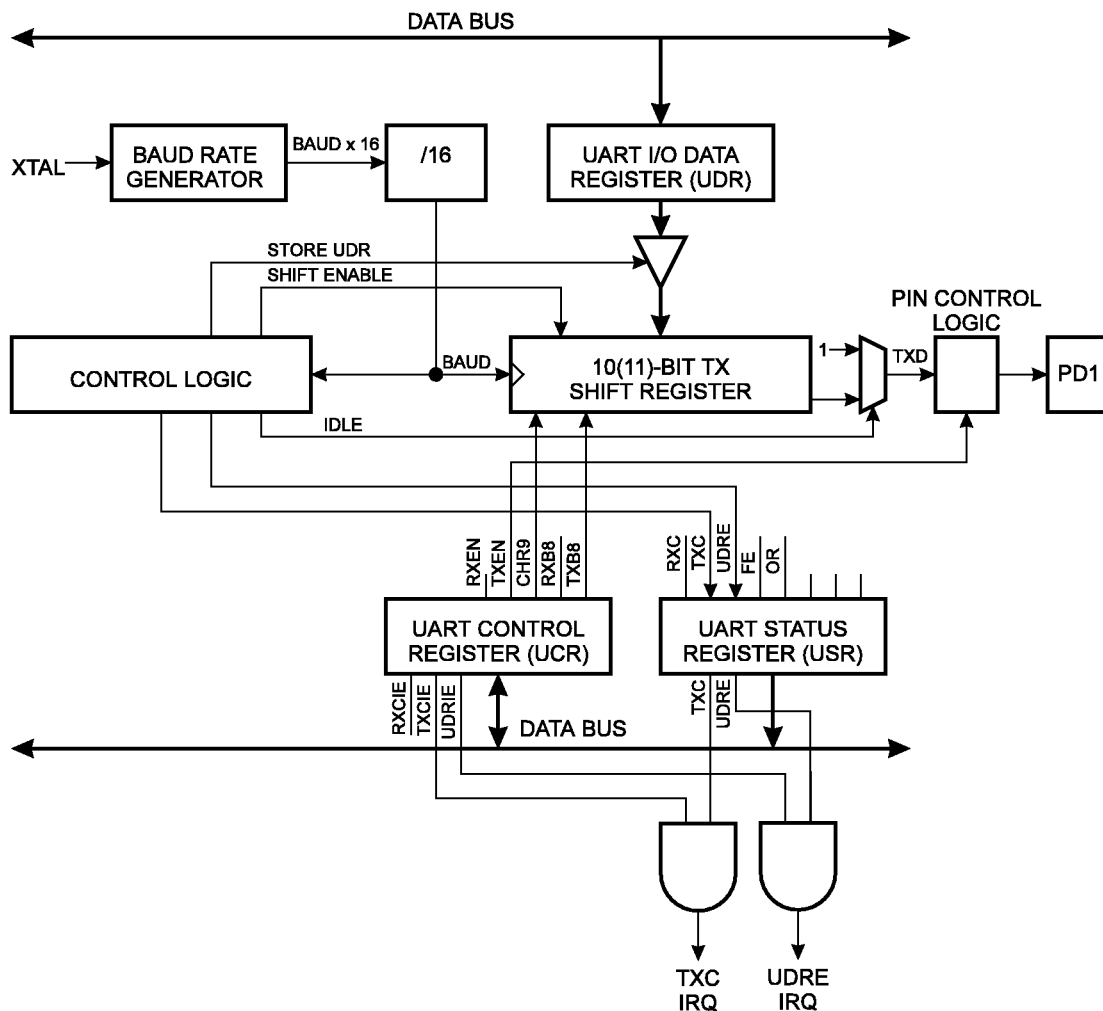 DATA BUS
XTAL
BAUD RATE
GENERATOR
BAUD x 16
/16
UART I/O DATA
REGISTER (UDR)
STORE UDR
SHIFT ENABLE
PIN CONTROL
LOGIC
CONTROL LOGIC
BAUD
10(11)-BIT TX
SHIFT REGISTER
1
TXD
PD1
IDLE
RXEN
TXEN
CHR9
RXB8
TXB8
RXC
TXC
UDRE
FE
OR
UART CONTROL
REGISTER (UCR)
UART STATUS
REGISTER (USR)
RXCIE
TXCIE
UDRIE
TXC
UDRE
DATA BUS
TXC
IRQ
UDRE
IRQ